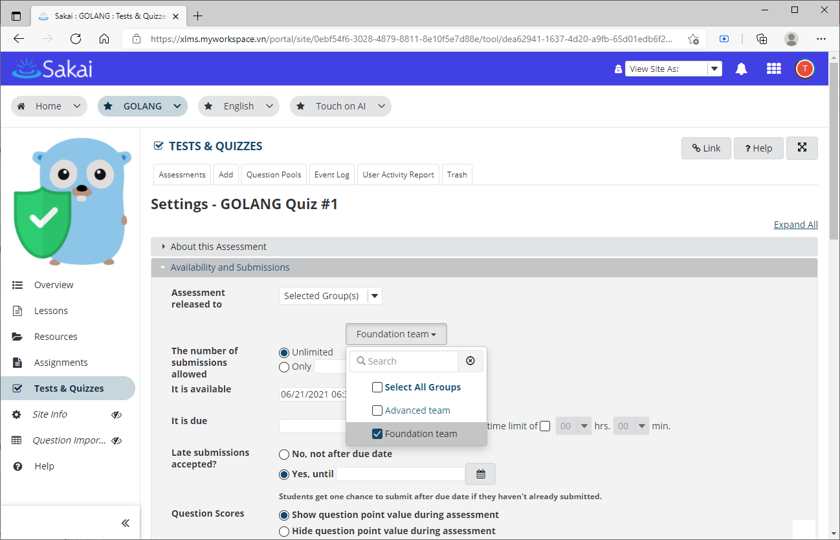 Sakai : GOLANG : Tests & Quizze
https://xlms.myworkspace.vn/portal/site/0ebf54f6-3028-4879-8811-8e10f5e7d88e/tool/dea62941-1637-4d20-a9fb-65d01edb6f2...
Sakai
View Site As:
T
Home
GOLANG
English
Touch on AI
TESTS & QUIZZES
Link
? Help
Assessments
Add
Question Pools
Event Log
User Activity Report
Trash
Settings - GOLANG Quiz #1
Expand All
About this Assessment
Availability and Submissions
Assessment
released to
Selected Group(s)
Foundation team
The number of
submissions
allowed
Unlimited
Only
Search
Select All Groups
Advanced team
Foundation team
It is available
06/21/2021 06:3
It is due
time limit of
00
hrs.
00
min.
Late submissions
accepted?
No, not after due date
Yes, until
Students get one chance to submit after due date if they haven't already submitted.
Question Scores
Show question point value during assessment
Hide question point value during assessment
Overview
Lessons
Resources
Assignments
Tests & Quizzes
Site Info
Question Impor...
Help